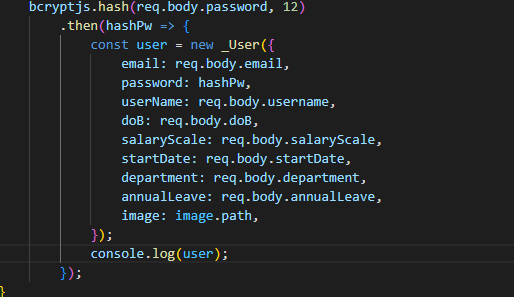 bcryptjs.hash(req.body.password, 12)
.then(hashPw => {
const user = new _User({
email: req.body.email,
password: hashPw,
userName: req.body.username,
doB: req.body.doB,
salaryScale: req.body.salaryScale,
startDate: req.body.startDate,
department: req.body.department,
annualLeave: req.body.annualLeave,
image: image.path,
});
console.log(user);
});
}